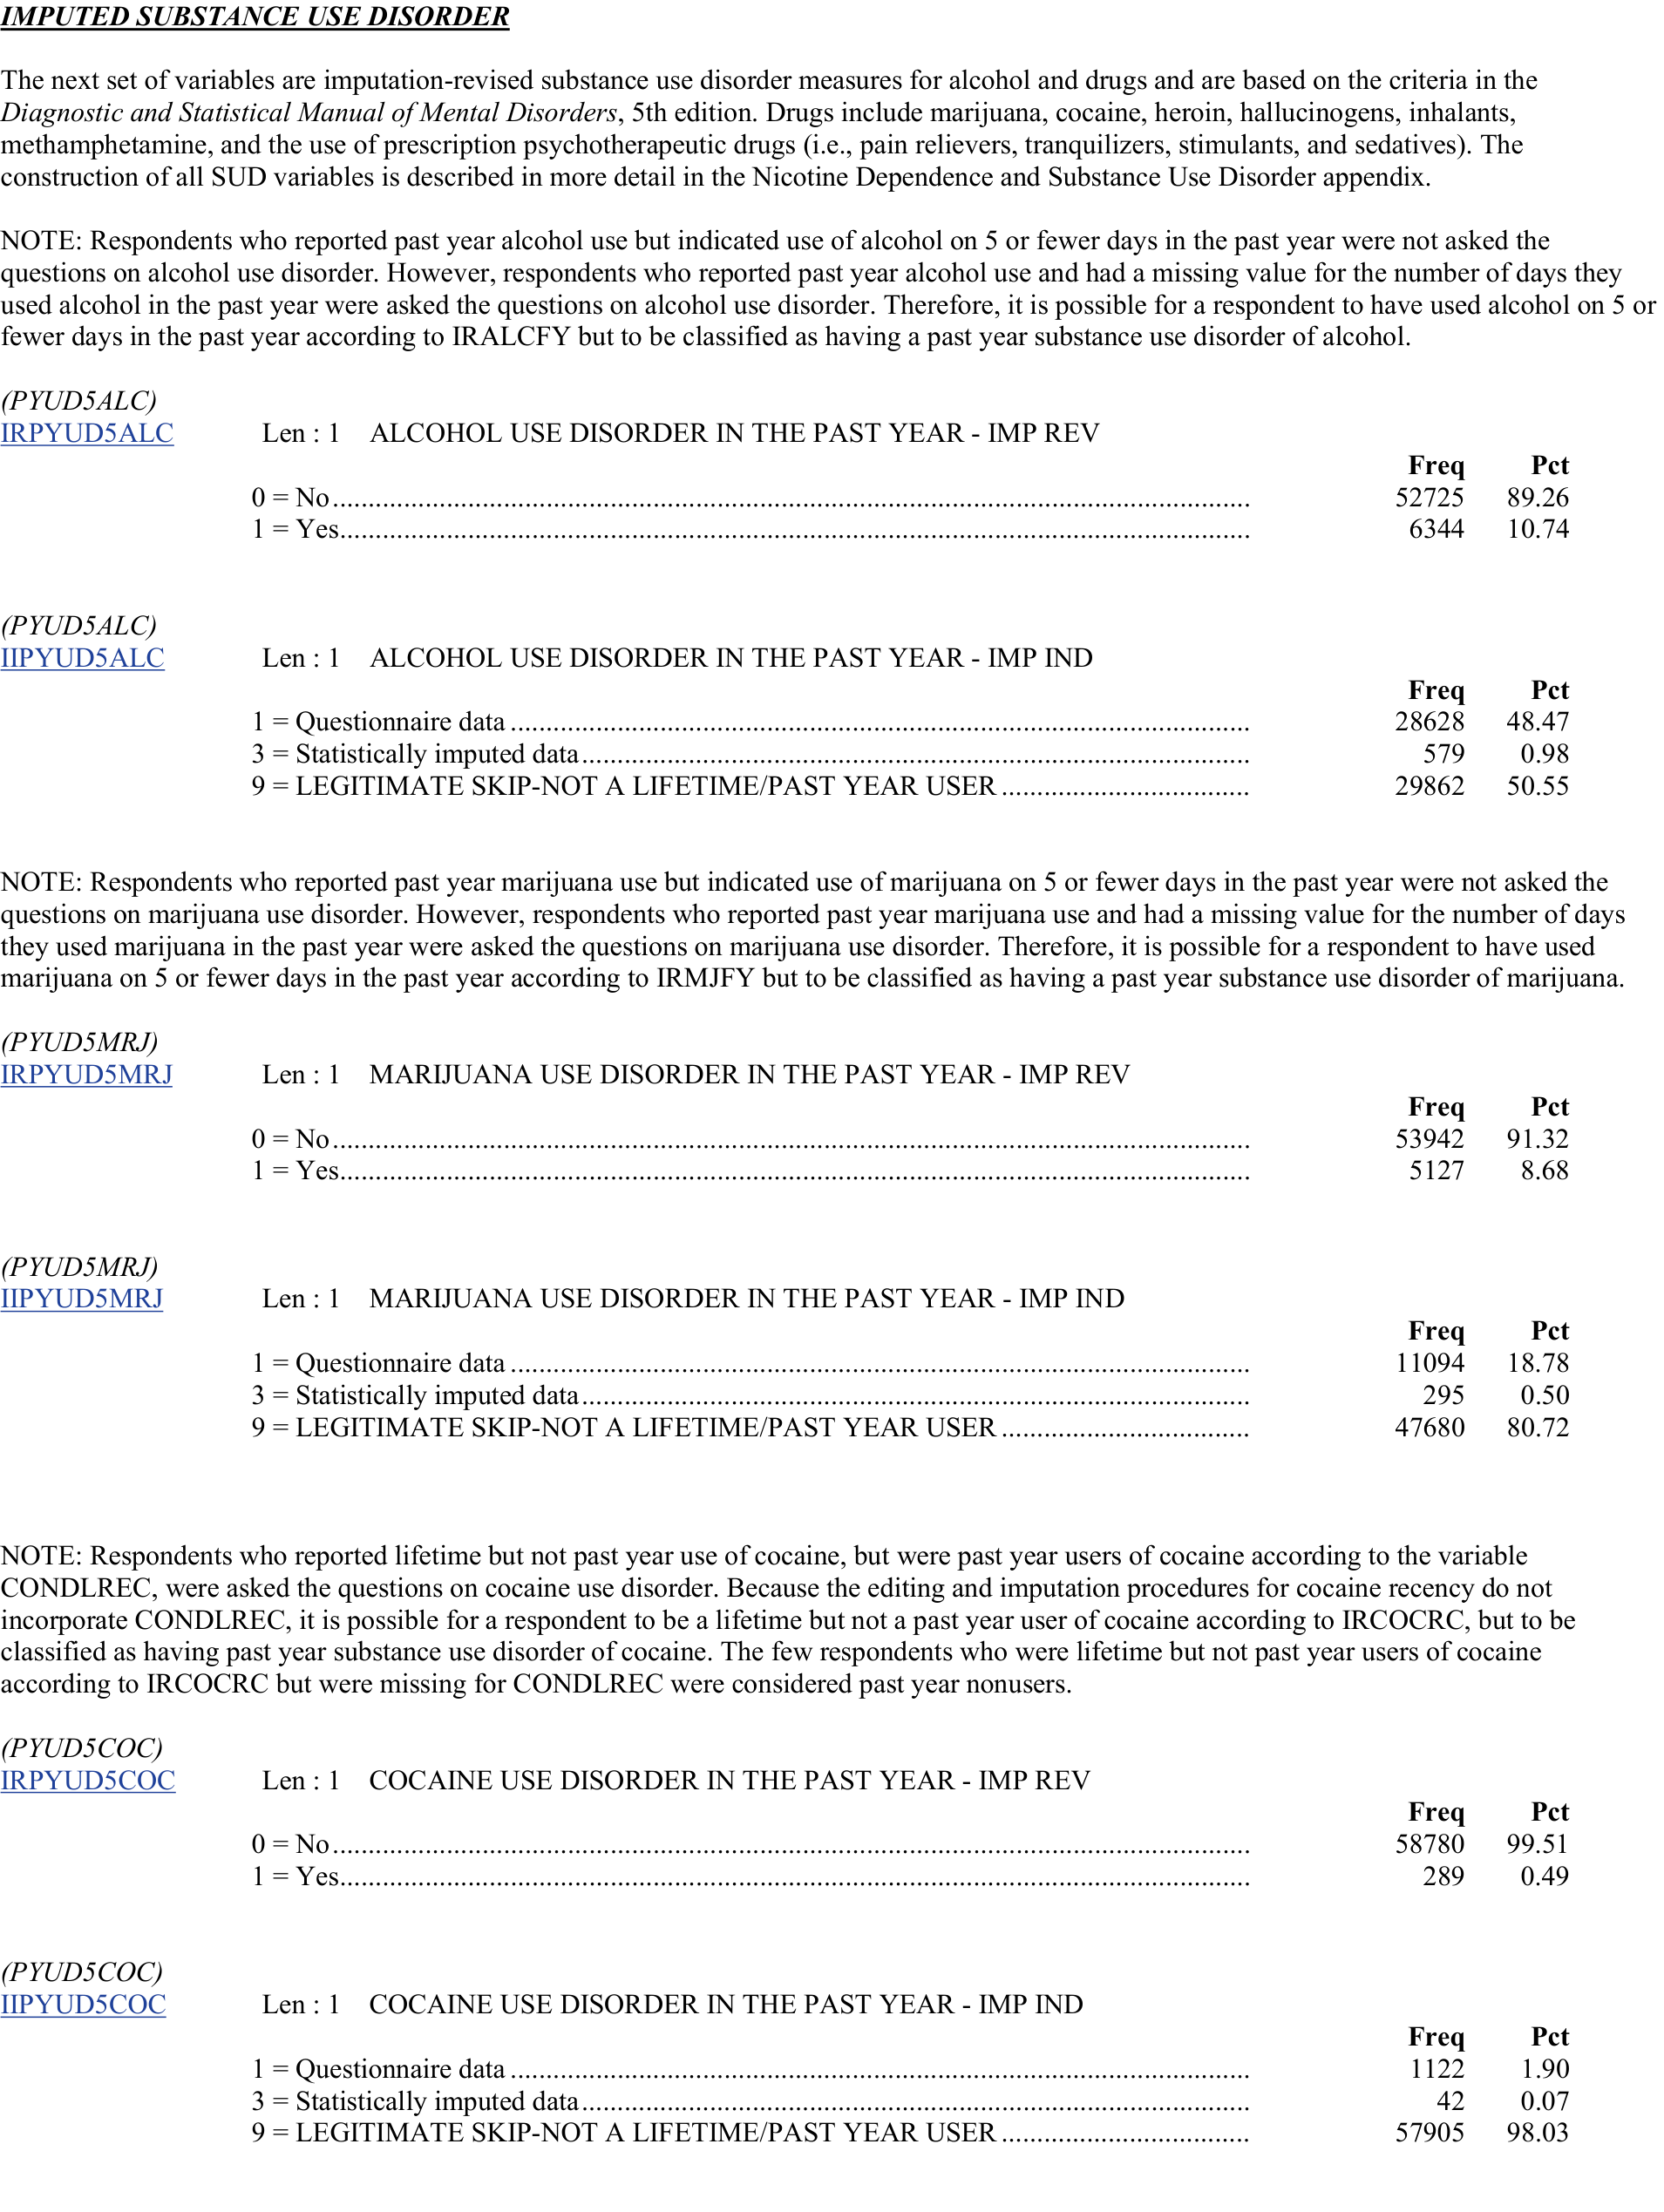 IMPUTED SUBSTANCE USE DISORDER
The next set of variables are imputation-revised substance use disorder measures for alcohol and drugs and are based on the criteria in the
Diagnostic and Statistical Manual of Mental Disorders, 5th edition. Drugs include marijuana, cocaine, heroin, hallucinogens, inhalants,
methamphetamine, and the use of prescription psychotherapeutic drugs (i.e., pain relievers, tranquilizers, stimulants, and sedatives). The
construction of all SUD variables is described in more detail in the Nicotine Dependence and Substance Use Disorder appendix.
NOTE: Respondents who reported past year alcohol use but indicated use of alcohol on 5 or fewer days in the past year were not asked the
questions on alcohol use disorder. However, respondents who reported past year alcohol use and had a missing value for the number of days they
used alcohol in the past year were asked the questions on alcohol use disorder. Therefore, it is possible for a respondent to have used alcohol on 5 or
fewer days in the past year according to IRALCFY but to be classified as having a past year substance use disorder of alcohol.
(PYUD5ALC)
IRPYUD5ALC Len : 1 ALCOHOL USE DISORDER IN THE PAST YEAR - IMP REV
Freq Pct
0 = No 52725 89.26
1 = Yes 6344 10.74
(PYUD5ALC)
IIPYUD5ALC Len : 1 ALCOHOL USE DISORDER IN THE PAST YEAR - IMP IND
Freq Pct
1 = Questionnaire data 28628 48.47
3 = Statistically imputed data 579 0.98
9 = LEGITIMATE SKIP-NOT A LIFETIME/PAST YEAR USER 29862 50.55
NOTE: Respondents who reported past year marijuana use but indicated use of marijuana on 5 or fewer days in the past year were not asked the
questions on marijuana use disorder. However, respondents who reported past year marijuana use and had a missing value for the number of days
they used marijuana in the past year were asked the questions on marijuana use disorder. Therefore, it is possible for a respondent to have used
marijuana on 5 or fewer days in the past year according to IRMJFY but to be classified as having a past year substance use disorder of marijuana.
(PYUD5MRJ)
IRPYUD5MRJ Len : 1 MARIJUANA USE DISORDER IN THE PAST YEAR - IMP REV
Freq Pct
0 = No 53942 91.32
1 = Yes 5127 8.68
(PYUD5MRJ)
IIPYUD5MRJ Len : 1 MARIJUANA USE DISORDER IN THE PAST YEAR - IMP IND
Freq Pct
1 = Questionnaire data 11094 18.78
3 = Statistically imputed data 295 0.50
9 = LEGITIMATE SKIP-NOT A LIFETIME/PAST YEAR USER 47680 80.72
NOTE: Respondents who reported lifetime but not past year use of cocaine, but were past year users of cocaine according to the variable
CONDLREC, were asked the questions on cocaine use disorder. Because the editing and imputation procedures for cocaine recency do not
incorporate CONDLREC, it is possible for a respondent to be a lifetime but not a past year user of cocaine according to IRCOCRC, but to be
classified as having past year substance use disorder of cocaine. The few respondents who were lifetime but not past year users of cocaine
according to IRCOCRC but were missing for CONDLREC were considered past year nonusers.
(PYUD5COC)
IRPYUD5COC Len : 1 COCAINE USE DISORDER IN THE PAST YEAR - IMP REV
Freq Pct
0 = No 58780 99.51
1 = Yes 289 0.49
(PYUD5COC)
IIPYUD5COC Len : 1 COCAINE USE DISORDER IN THE PAST YEAR - IMP IND
Freq Pct
1 = Questionnaire data 1122 1.90
3 = Statistically imputed data 42 0.07
9 = LEGITIMATE SKIP-NOT A LIFETIME/PAST YEAR USER 57905 98.03